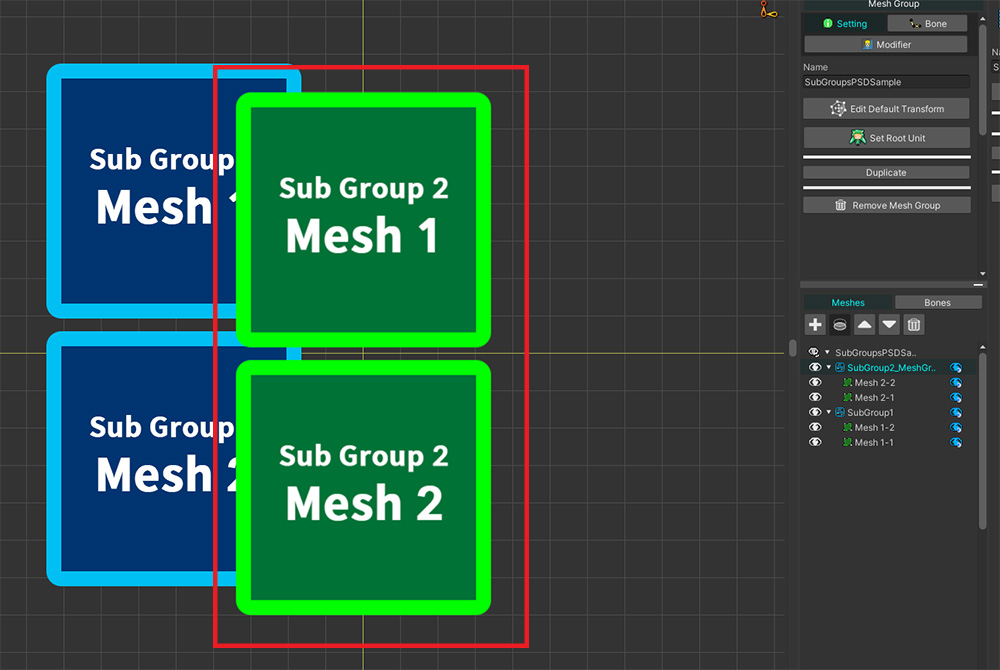 Sub Group
Mesh 1
Sub Group
Mesh 2
Sub Group 2
Mesh 1
Sub Group 2
Mesh 2
Mesh Group
Setting
Bone
Modifier
Name
SubGroupsPSDSample
Edit Default Transform
Set Root Unit
Duplicate
Remove Mesh Group
Meshes
Bones
SubGroupsPSDSa..
SubGroup2_MeshGr..
Mesh 2-2
Mesh 2-1
SubGroup1
Mesh 1-2
Mesh 1-1